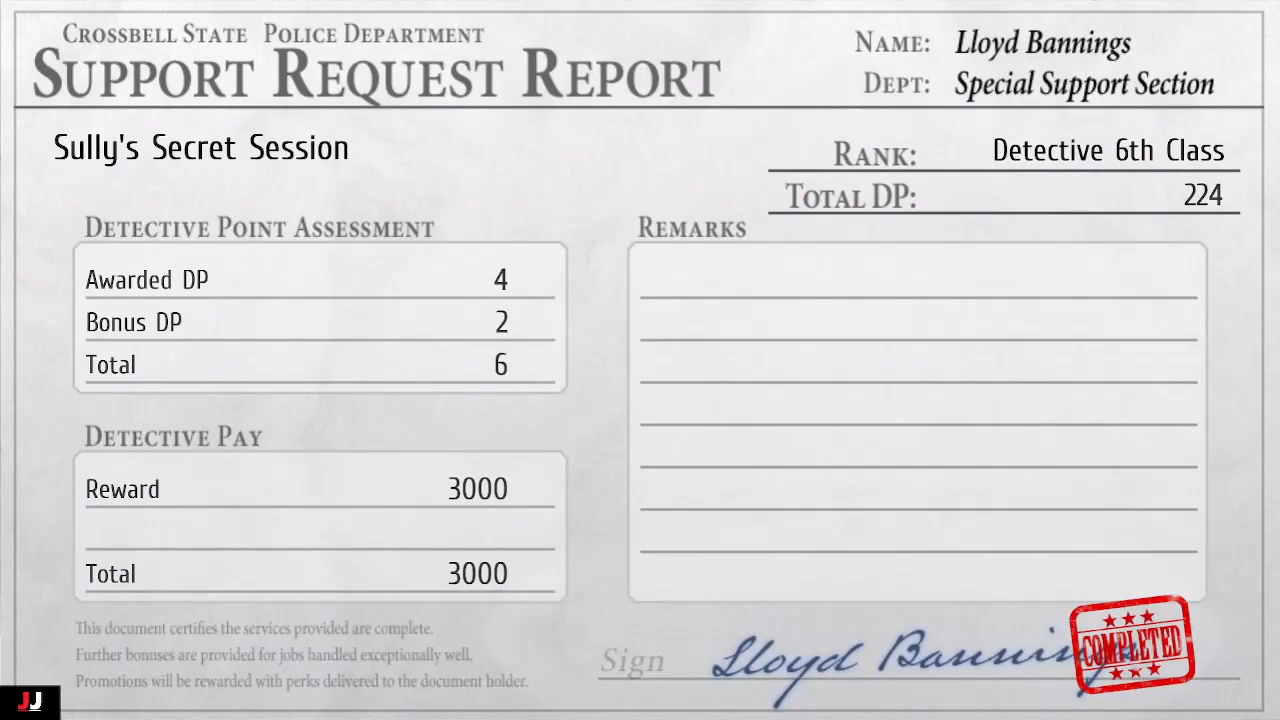 CROSSBELL STATE POLICE DEPARTMENT
SUPPORT REQUEST REPORT
NAME: Lloyd Bannings
DEPT: Special Support Section
Sully's Secret Session
RANK: Detective 6th Class
TOTAL DP: 224
DETECTIVE POINT ASSESSMENT
Awarded DP 4
Bonus DP 2
Total 6
REMARKS
DETECTIVE PAY
Reward 3000
Total 3000
This document certifies the services provided are complete.
Further bonuses are provided for jobs handled exceptionally well.
Promotions will be rewarded with perks delivered to the document holder.
Sign Lloyd Bannings
COMPLETED
JJ